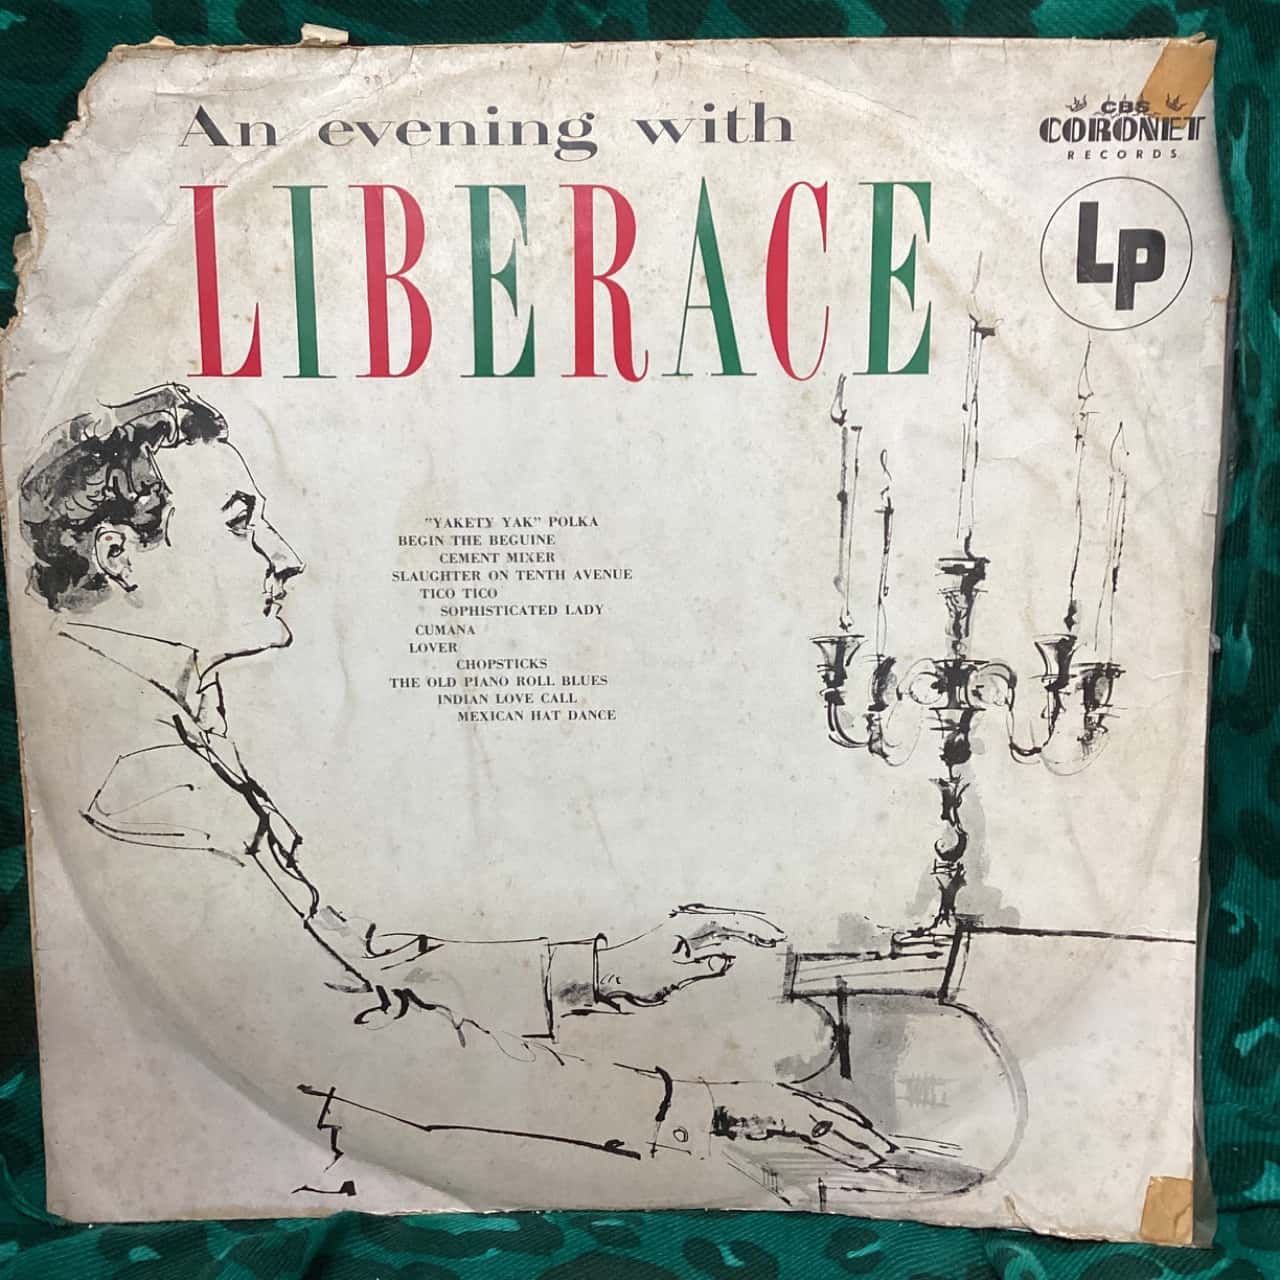 An evening with
LIBERACE
CBS
CORONET
RECORDS
LP
"YAKETY YAK" POLKA
BEGIN THE BEGUINE
CEMENT MIXER
SLAUGHTER ON TENTH AVENUE
TICO TICO
SOPHISTICATED LADY
CUMANA
LOVER
CHOPSTICKS
THE OLD PIANO ROLL BLUES
INDIAN LOVE CALL
MEXICAN HAT DANCE